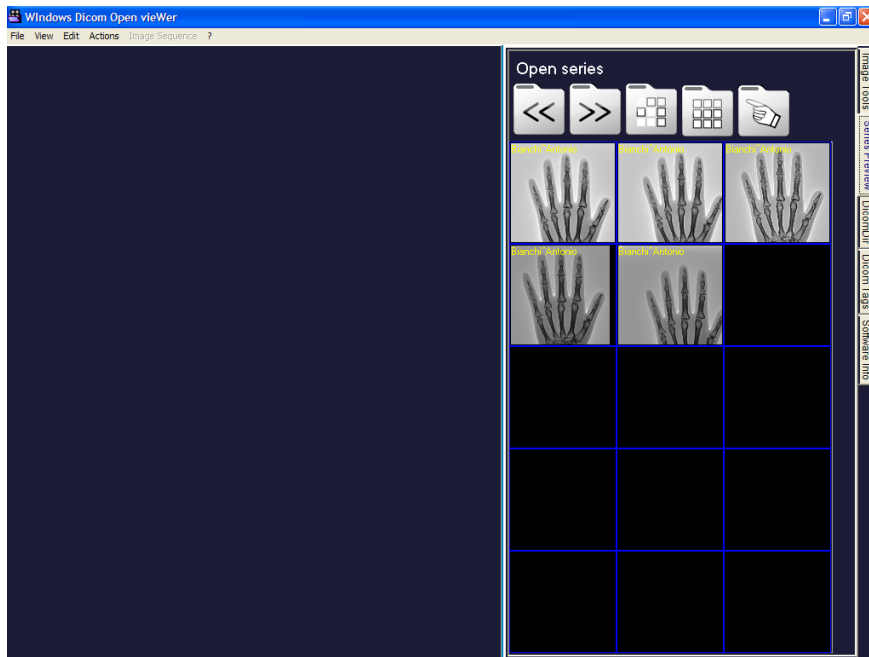 WIndows Dicom Open vieWer
File View Edit Actions Image Sequence ?
Open series
<< >>
Bianchi^Antonio Bianchi^Antonio Bianchi^Antonio
Bianchi^Antonio Bianchi^Antonio
Image Tools
Series Preview
DicomDir
Dicom Tags
Software Info